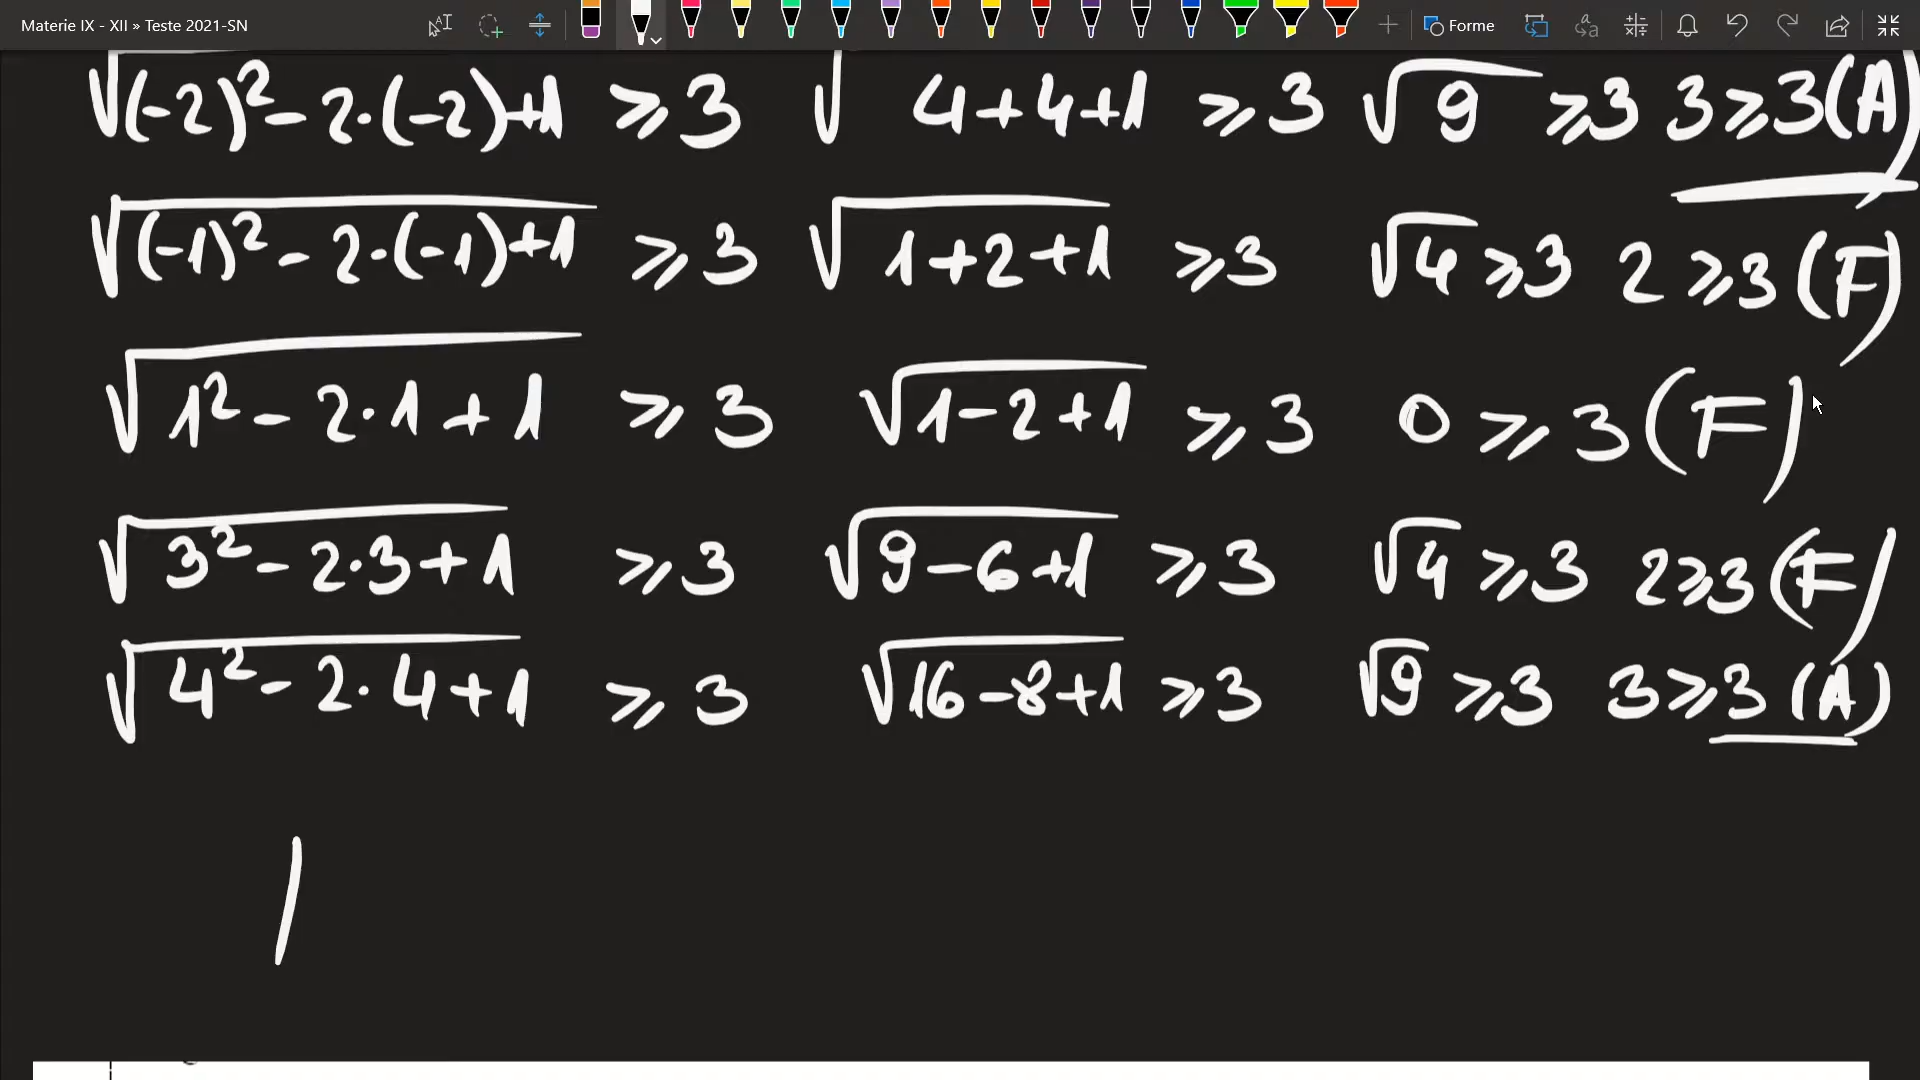 Materie IX - XII » Teste 2021-SN Forme
√(-2)² - 2·(-2)+1 ⩾ 3 √4+4+1 ⩾ 3 √9 ⩾ 3 3 ⩾ 3 (A)
√(-1)² - 2·(-1)+1 ⩾ 3 √1+2+1 ⩾ 3 √4 ⩾ 3 2 ⩾ 3 (F)
√1² - 2·1 + 1 ⩾ 3 √1-2+1 ⩾ 3 0 ⩾ 3 (F)
√3² - 2·3 + 1 ⩾ 3 √9-6+1 ⩾ 3 √4 ⩾ 3 2 ⩾ 3 (F)
√4² - 2·4 + 1 ⩾ 3 √16-8+1 ⩾ 3 √9 ⩾ 3 3 ⩾ 3 (A)